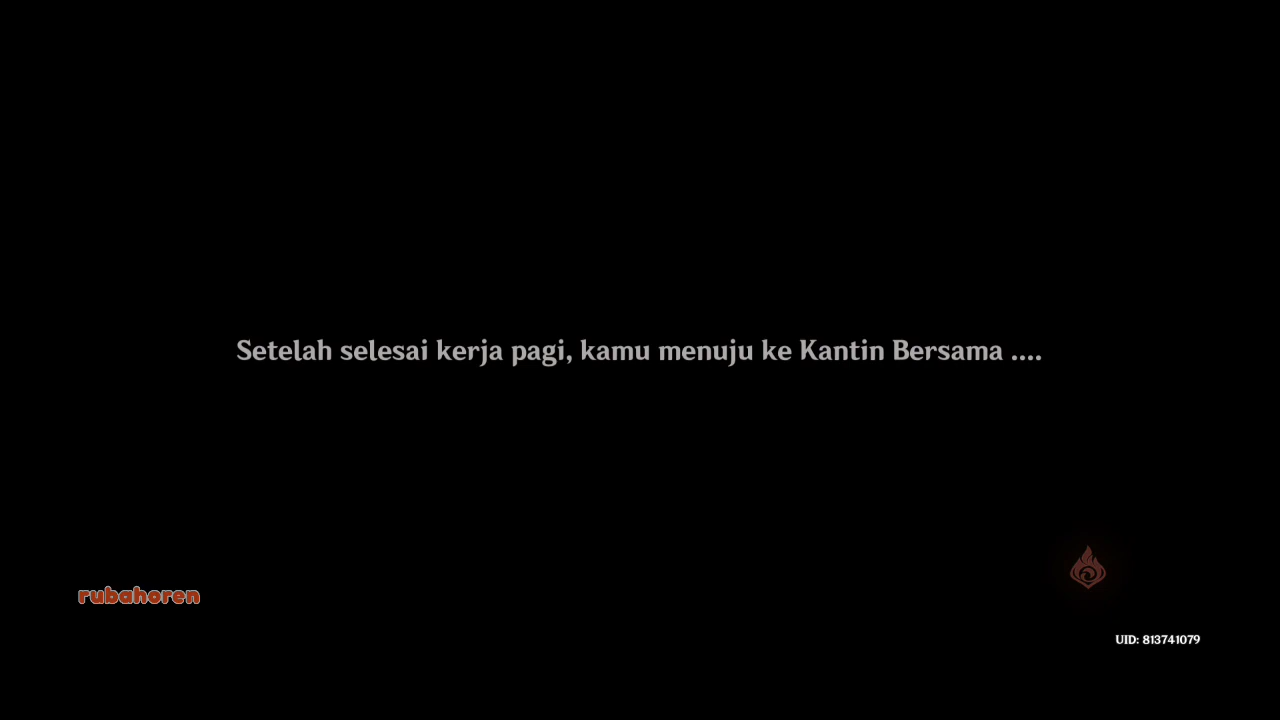 Setelah selesai kerja pagi, kamu menuju ke Kantin Bersama ....
rubahoren
UID: 813741079